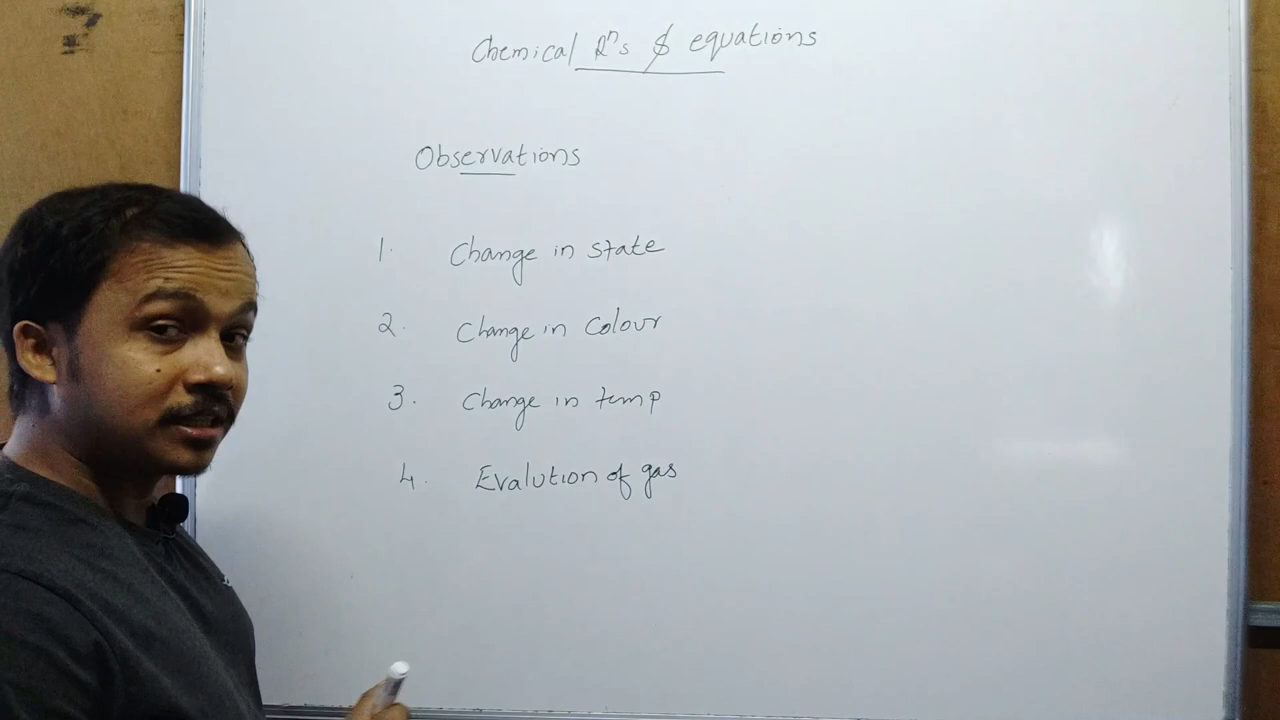 Chemical Rⁿs & equations
Observations
1. Change in state
2. Change in Colour
3. Change in temp
4. Evalution of gas